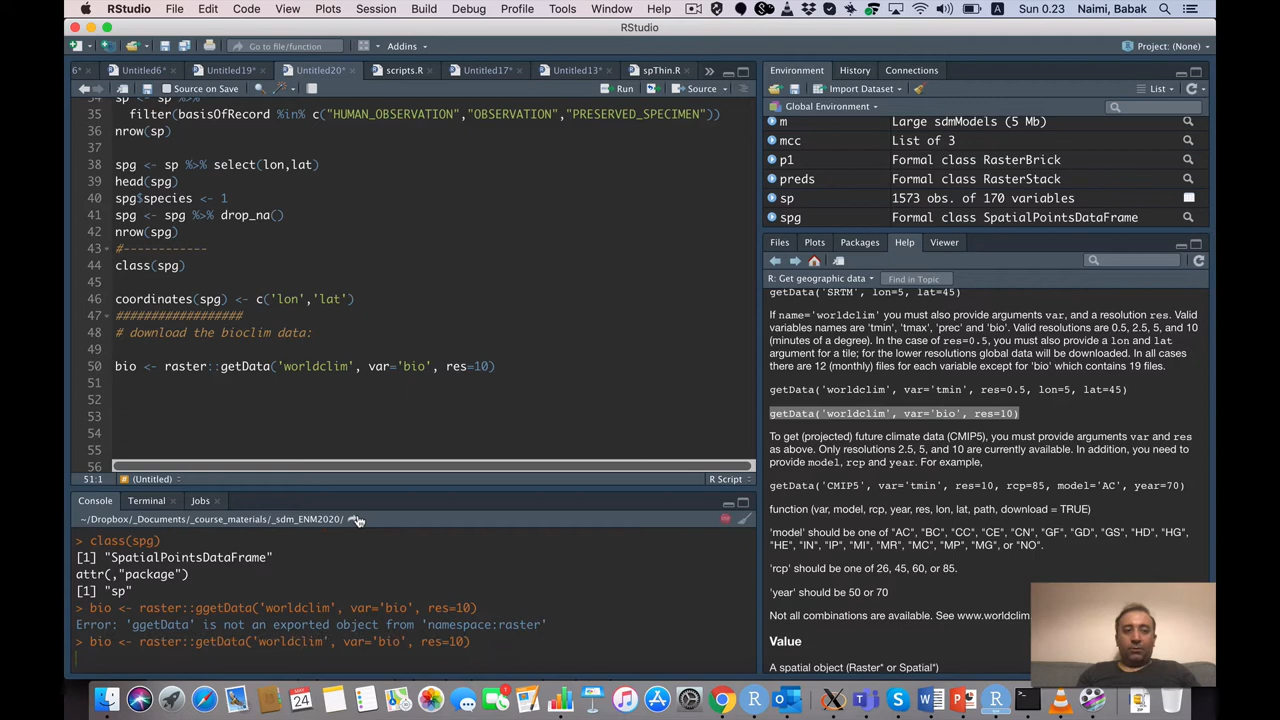 RStudio File Edit Code View Plots Session Build Debug Profile Tools Window Help Sun 0.23 Naimi, Babak
RStudio
Go to file/function Addins Project: (None)
6* Untitled6* Untitled19* Untitled20* scripts.R Untitled17* Untitled13* spThin.R
Source on Save Run Source
34 sp <- sp %>%
35 filter(basisOfRecord %in% c("HUMAN_OBSERVATION","OBSERVATION","PRESERVED_SPECIMEN"))
36 nrow(sp)
37
38 spg <- sp %>% select(lon,lat)
39 head(spg)
40 spg$species <- 1
41 spg <- spg %>% drop_na()
42 nrow(spg)
43 #------------
44 class(spg)
45
46 coordinates(spg) <- c('lon','lat')
47 ##################
48 # download the bioclim data:
49
50 bio <- raster::getData('worldclim', var='bio', res=10)
51
52
53
54
55
56
51:1 (Untitled) R Script
Console Terminal Jobs
~/Dropbox/_Documents/_course_materials/_sdm_ENM2020/
> class(spg)
[1] "SpatialPointsDataFrame"
attr(,"package")
[1] "sp"
> bio <- raster::ggetData('worldclim', var='bio', res=10)
Error: 'ggetData' is not an exported object from 'namespace:raster'
> bio <- raster::getData('worldclim', var='bio', res=10)
Environment History Connections
Import Dataset List
Global Environment
m Large sdmModels (5 Mb)
mcc List of 3
p1 Formal class RasterBrick
preds Formal class RasterStack
sp 1573 obs. of 170 variables
spg Formal class SpatialPointsDataFrame
Files Plots Packages Help Viewer
R: Get geographic data Find in Topic
getData('SRTM', lon=5, lat=45)
If name='worldclim' you must also provide arguments var, and a resolution res. Valid
variables names are 'tmin', 'tmax', 'prec' and 'bio'. Valid resolutions are 0.5, 2.5, 5, and 10
(minutes of a degree). In the case of res=0.5, you must also provide a lon and lat
argument for a tile; for the lower resolutions global data will be downloaded. In all cases
there are 12 (monthly) files for each variable except for 'bio' which contains 19 files.
getData('worldclim', var='tmin', res=0.5, lon=5, lat=45)
getData('worldclim', var='bio', res=10)
To get (projected) future climate data (CMIP5), you must provide arguments var and res
as above. Only resolutions 2.5, 5, and 10 are currently available. In addition, you need to
provide model, rcp and year. For example,
getData('CMIP5', var='tmin', res=10, rcp=85, model='AC', year=70)
function (var, model, rcp, year, res, lon, lat, path, download = TRUE)
'model' should be one of "AC", "BC", "CC", "CE", "CN", "GF", "GD", "GS", "HD", "HG",
"HE", "IN", "IP", "MI", "MR", "MC", "MP", "MG", or "NO".
'rcp' should be one of 26, 45, 60, or 85.
'year' should be 50 or 70
Not all combinations are available. See www.worldclim
Value
A spatial object (Raster* or Spatial*)